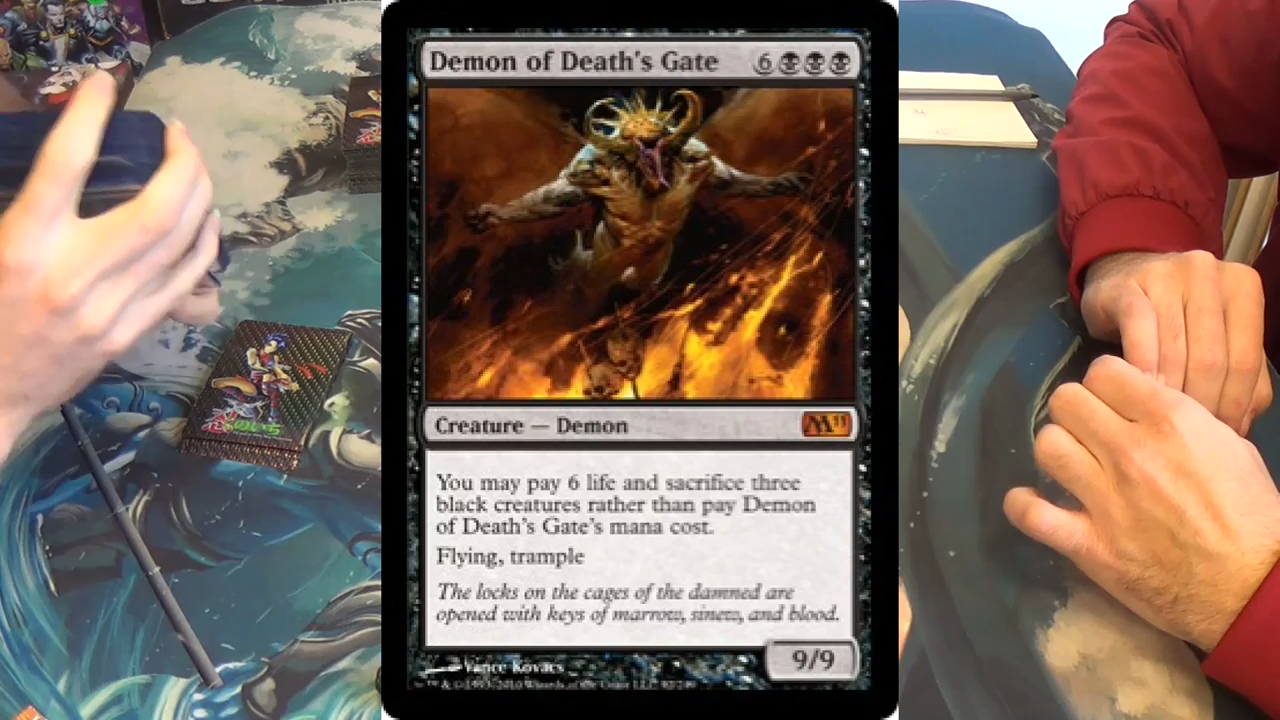 Demon of Death's Gate 6
Creature — Demon
M11
You may pay 6 life and sacrifice three
black creatures rather than pay Demon
of Death's Gate's mana cost.
Flying, trample
The locks on the cages of the damned are
opened with keys of marrow, sinew, and blood.
9/9
Vance Kovacs